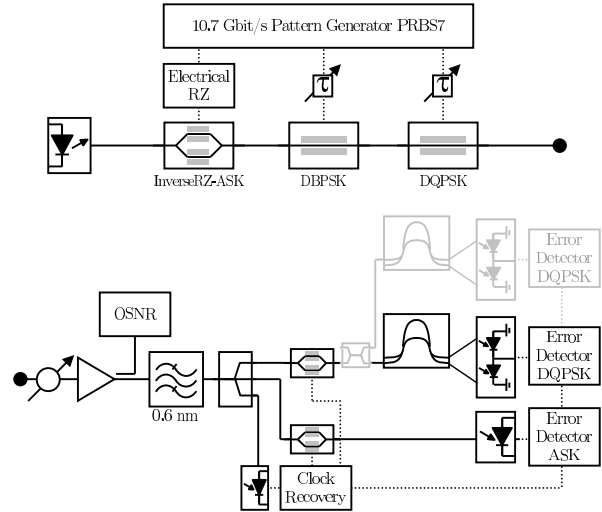 10.7 Gbit/s Pattern Generator PRBS7
Electrical
RZ
τ
τ
InverseRZ-ASK
DBPSK
DQPSK
Error
Detector
DQPSK
OSNR
Error
Detector
DQPSK
0.6 nm
Error
Detector
ASK
Clock
Recovery